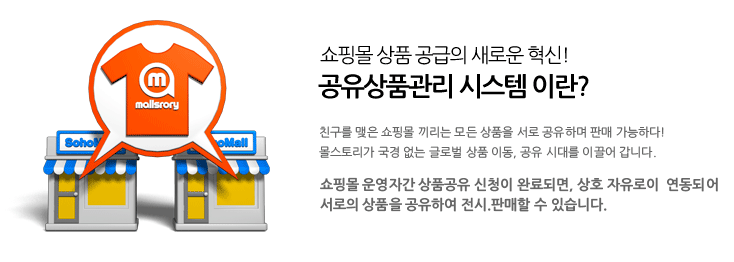 m
mallsrory
SohoM
hoMall
쇼핑몰 상품 공급의 새로운 혁신!
공유상품관리 시스템 이란?
친구를 맺은 쇼핑몰 끼리는 모든 상품을 서로 공유하며 판매 가능하다!
몰스토리가 국경 없는 글로벌 상품 이동, 공유 시대를 이끌어 갑니다.
쇼핑몰 운영자간 상품공유 신청이 완료되면, 상호 자유로이 연동되어
서로의 상품을 공유하여 전시.판매할 수 있습니다.